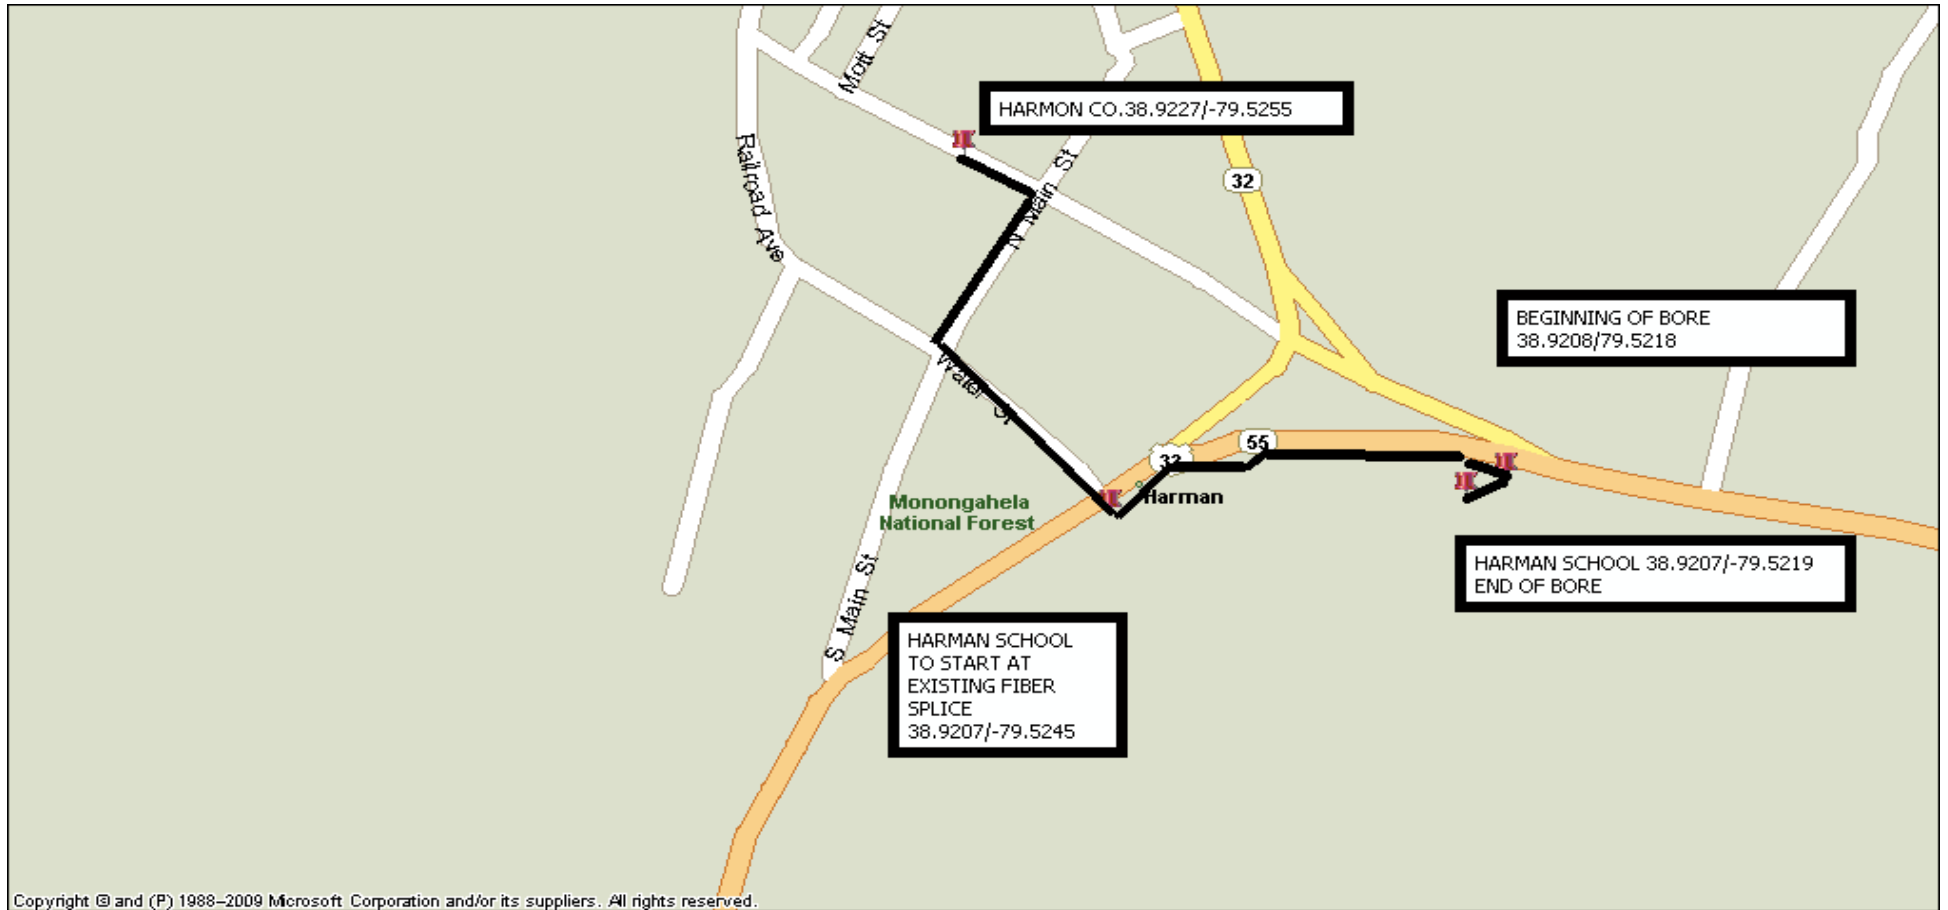 Mott St
HARMON CO.38.9227/-79.5255
Railroad Ave
N Main St
32
BEGINNING OF BORE
38.9208/79.5218
Water St
55
32
Harman
Monongahela
National Forest
S Main St
HARMAN SCHOOL 38.9207/-79.5219
END OF BORE
HARMAN SCHOOL
TO START AT
EXISTING FIBER
SPLICE
38.9207/-79.5245
Copyright © and (P) 1988–2009 Microsoft Corporation and/or its suppliers. All rights reserved.